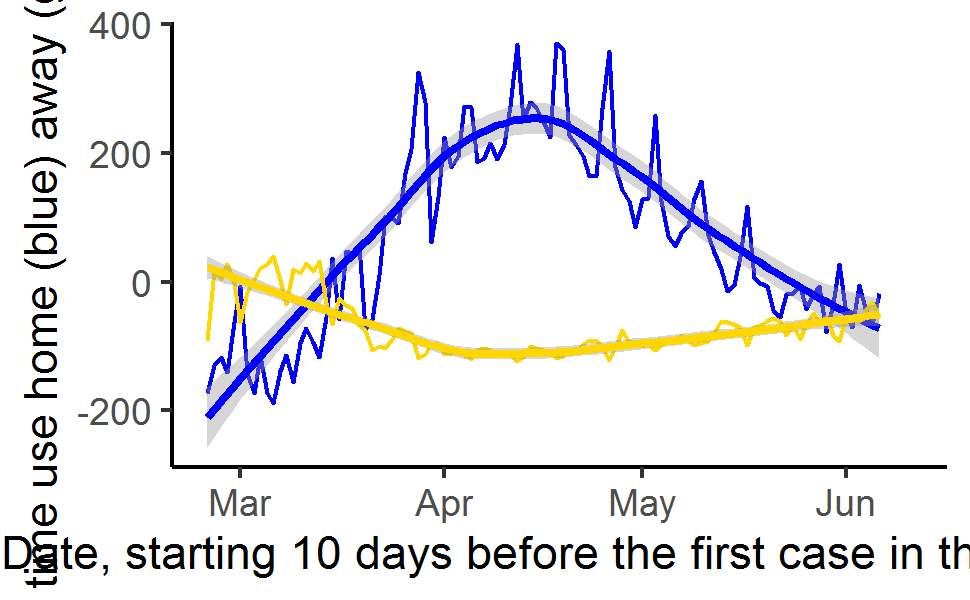 time use home (blue) away (
400
200
0
-200
Mar Apr May Jun
Date, starting 10 days before the first case in th